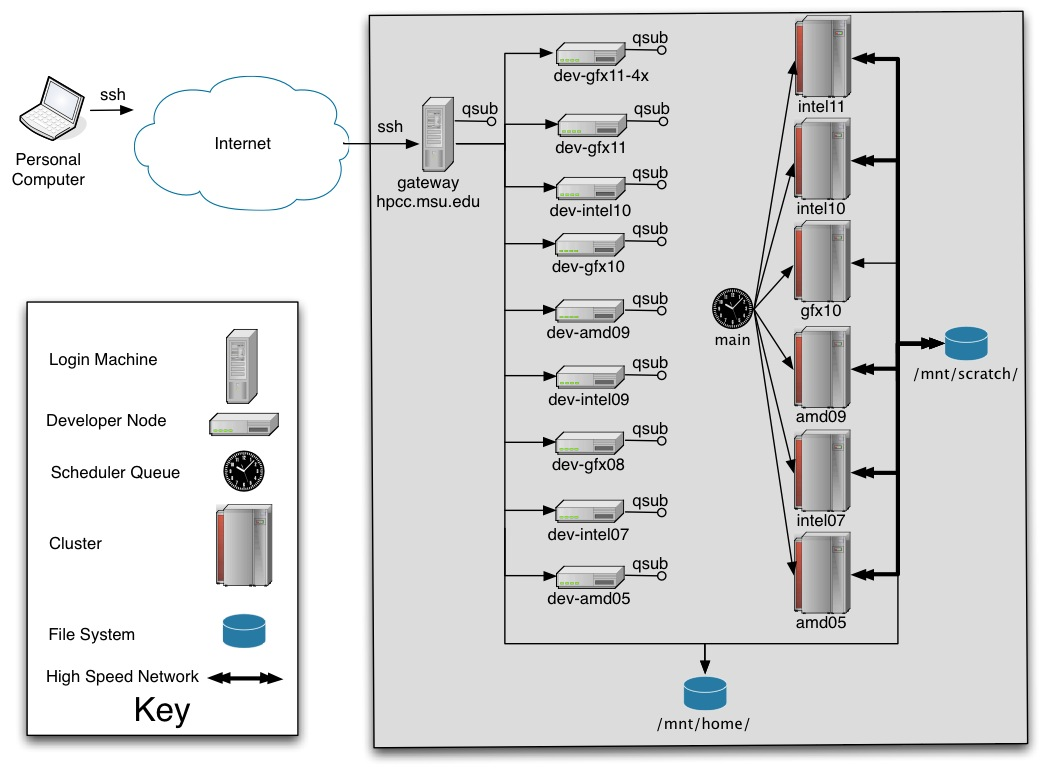 ssh
Personal
Computer
Internet
ssh
gateway
hpcc.msu.edu
qsub
qsub
dev-gfx11-4x
qsub
dev-gfx11
qsub
dev-intel10
qsub
dev-gfx10
qsub
dev-amd09
qsub
dev-intel09
qsub
dev-gfx08
qsub
dev-intel07
qsub
dev-amd05
main
intel11
intel10
gfx10
amd09
intel07
amd05
/mnt/scratch/
/mnt/home/
Login Machine
Developer Node
Scheduler Queue
Cluster
File System
High Speed Network
Key